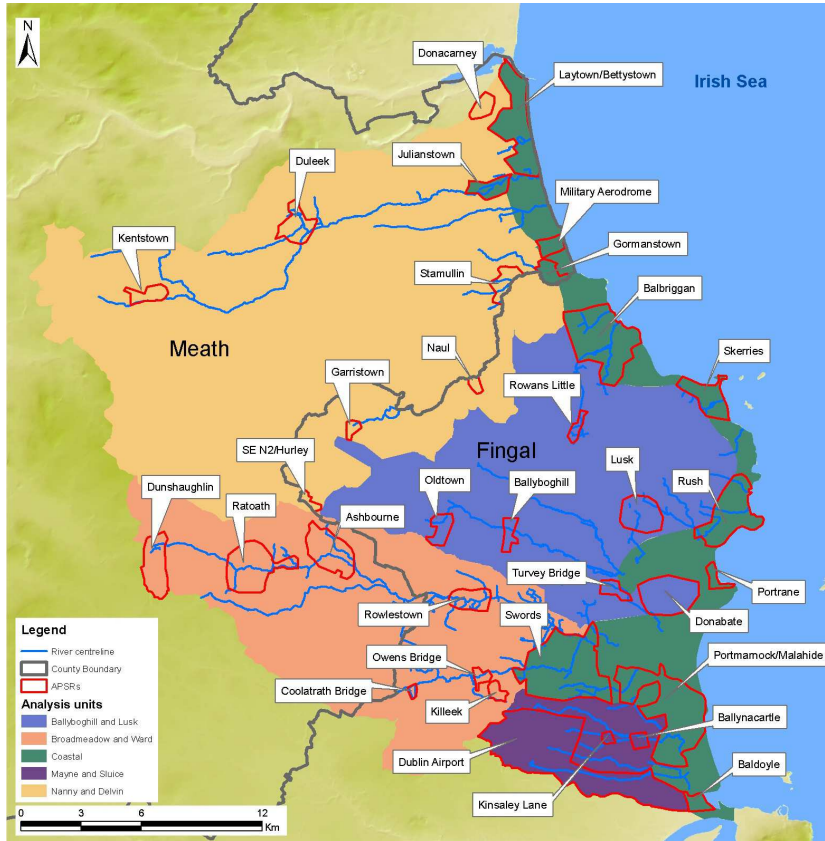 N
Donacarney
Laytown/Bettystown
Irish Sea
Julianstown
Duleek
Military Aerodrome
Kentstown
Gormanstown
Stamullin
Balbriggan
Meath
Naul
Skerries
Garristown
Rowans Little
SE N2/Hurley
Fingal
Dunshaughlin
Oldtown
Ballyboghill
Lusk
Rush
Ratoath
Ashbourne
Turvey Bridge
Portrane
Rowlestown
Swords
Donabate
Owens Bridge
Portmarnock/Malahide
Coolatrath Bridge
Killeek
Ballynacartle
Dublin Airport
Baldoyle
Kinsaley Lane
Legend
River centreline
County Boundary
APSRs
Analysis units
Ballyboghill and Lusk
Broadmeadow and Ward
Coastal
Mayne and Sluice
Nanny and Delvin
0 3 6 12
Km